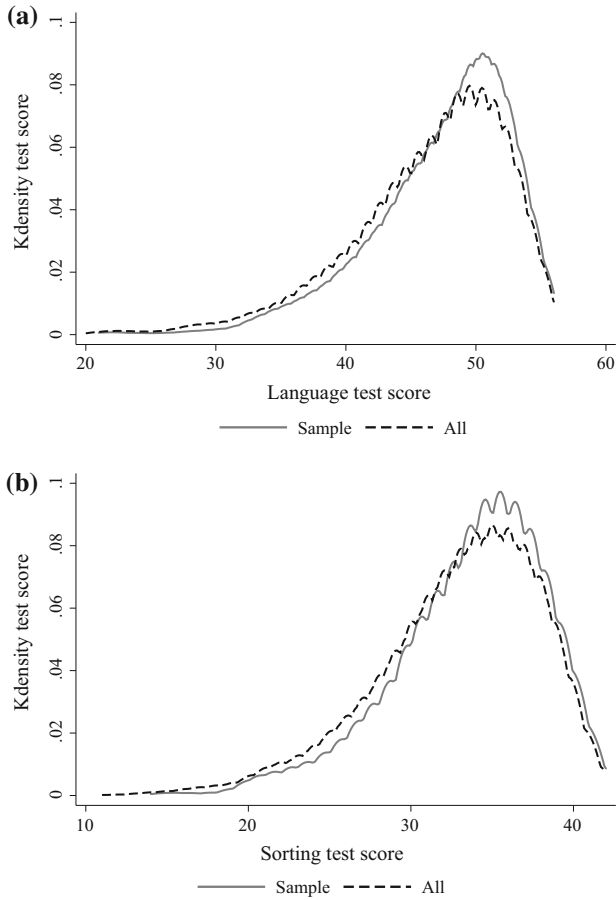 (a)
Kdensity test score
0 .02 .04 .06 .08 .1
20 30 40 50 60
Language test score
Sample All
(b)
Kdensity test score
0 .02 .04 .06 .08 .1
10 20 30 40
Sorting test score
Sample All